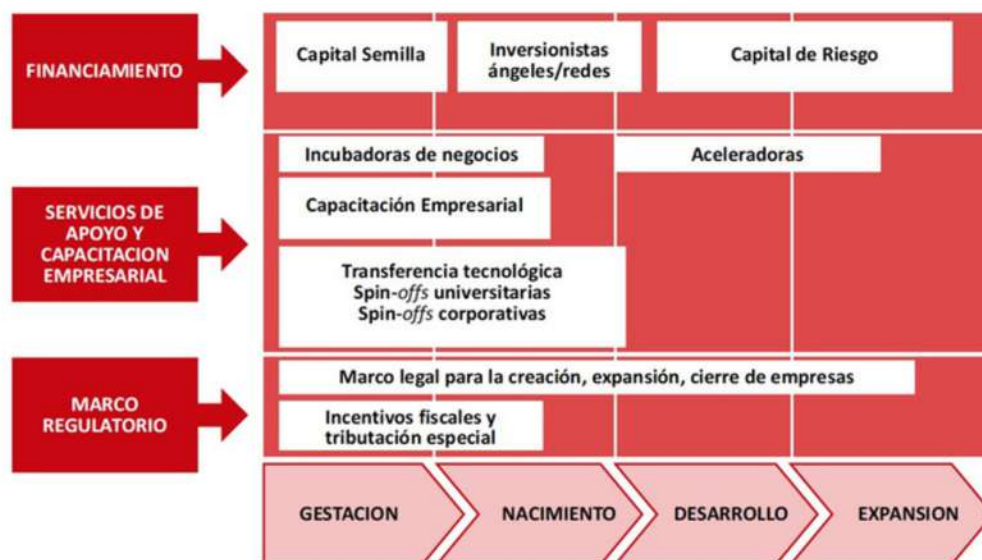 FINANCIAMIENTO
Capital Semilla
Inversionistas
ángeles/redes
Capital de Riesgo
SERVICIOS DE
APOYO Y
CAPACITACION
EMPRESARIAL
Incubadoras de negocios
Aceleradoras
Capacitación Empresarial
Transferencia tecnológica
Spin-offs universitarias
Spin-offs corporativas
MARCO
REGULATORIO
Marco legal para la creación, expansión, cierre de empresas
Incentivos fiscales y
tributación especial
GESTACION
NACIMIENTO
DESARROLLO
EXPANSION